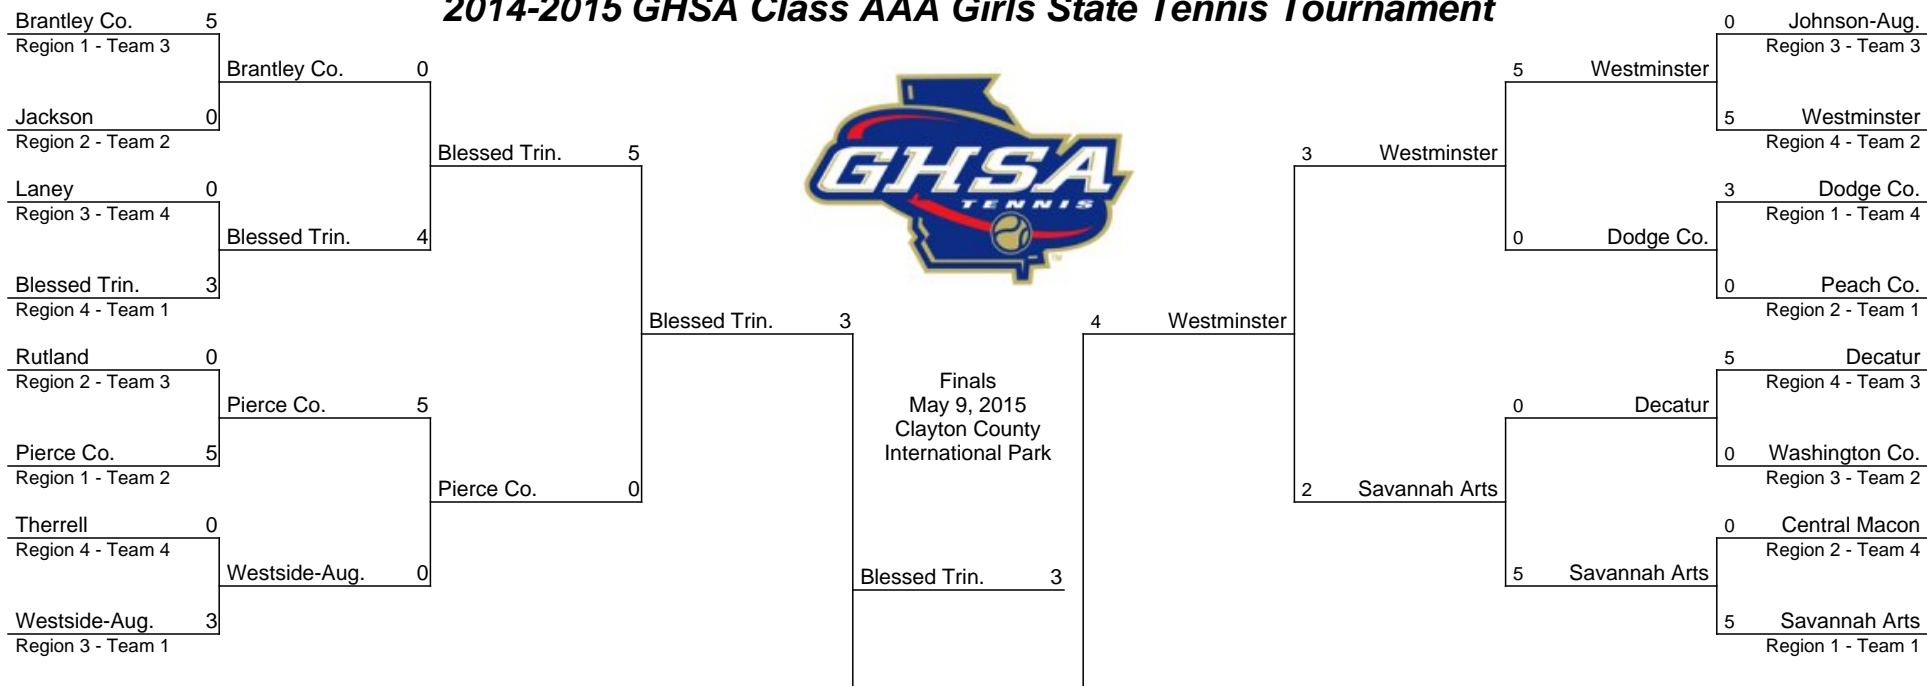 2014-2015 GHSA Class AAA Girls State Tennis Tournament
Brantley Co. 5
Region 1 - Team 3
Jackson 0
Region 2 - Team 2
Laney 0
Region 3 - Team 4
Blessed Trin. 3
Region 4 - Team 1
Rutland 0
Region 2 - Team 3
Pierce Co. 5
Region 1 - Team 2
Therrell 0
Region 4 - Team 4
Westside-Aug. 3
Region 3 - Team 1
Brantley Co. 0
Blessed Trin. 4
Pierce Co. 5
Westside-Aug. 0
Blessed Trin. 5
Pierce Co. 0
Blessed Trin. 3
GHSA
TENNIS
TM
Finals
May 9, 2015
Clayton County
International Park
Blessed Trin. 3
4 Westminster
3 Westminster
2 Savannah Arts
5 Westminster
0 Dodge Co.
0 Decatur
5 Savannah Arts
0 Johnson-Aug.
Region 3 - Team 3
5 Westminster
Region 4 - Team 2
3 Dodge Co.
Region 1 - Team 4
0 Peach Co.
Region 2 - Team 1
5 Decatur
Region 4 - Team 3
0 Washington Co.
Region 3 - Team 2
0 Central Macon
Region 2 - Team 4
5 Savannah Arts
Region 1 - Team 1